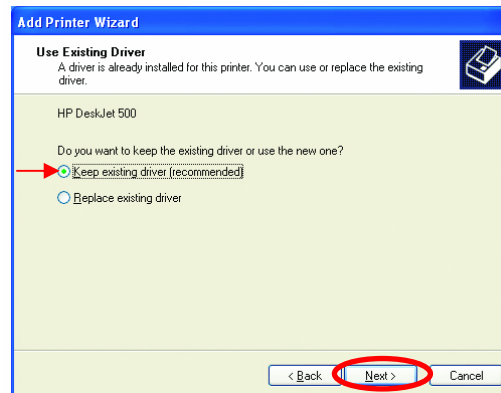 Add Printer Wizard
Use Existing Driver
A driver is already installed for this printer. You can use or replace the existing
driver.
HP DeskJet 500
Do you want to keep the existing driver or use the new one?
Keep existing driver (recommended)
Replace existing driver
< Back
Next >
Cancel